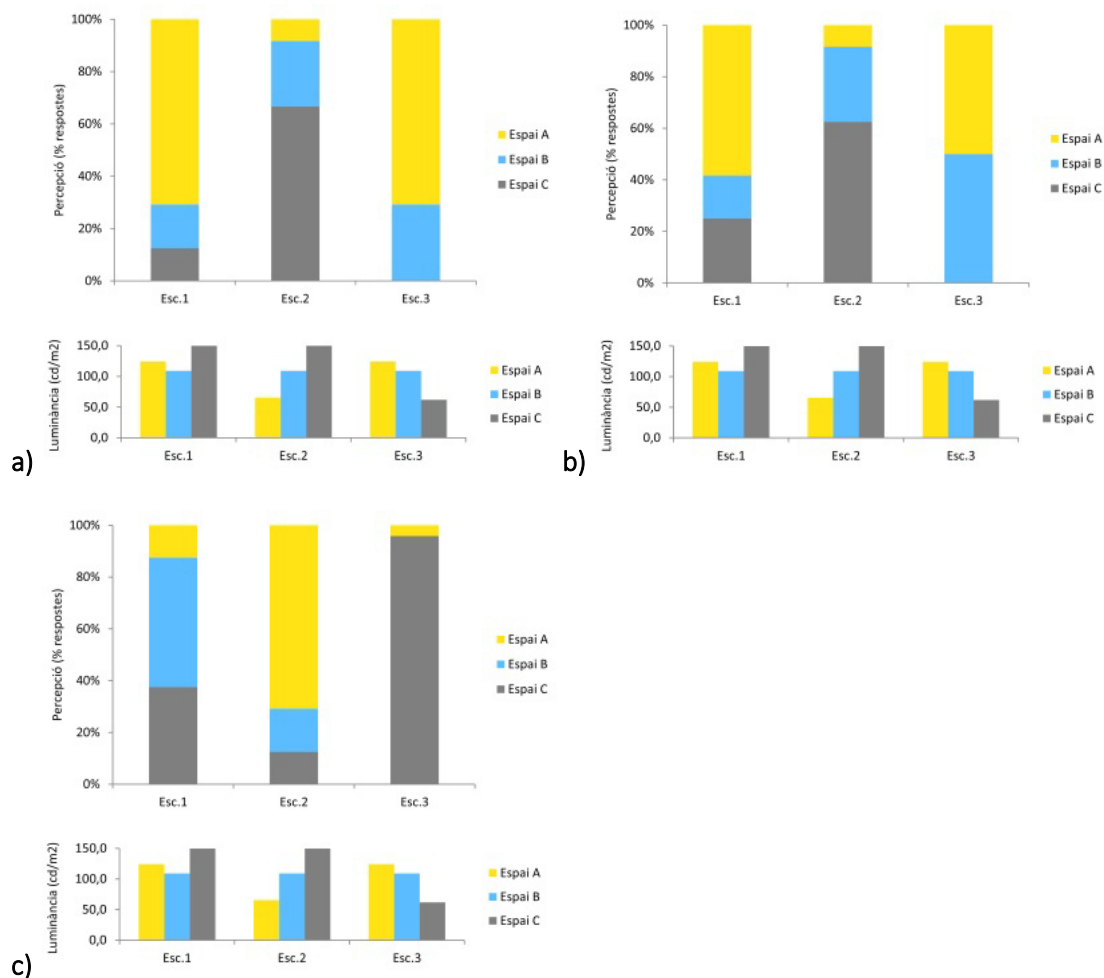 100%
80%
60%
40%
20%
0%
Percepció (% respostes)
Esc.1
Esc.2
Esc.3
Espai A
Espai B
Espai C
150,0
100,0
50,0
0,0
Luminància (cd/m2)
Esc.1
Esc.2
Esc.3
Espai A
Espai B
Espai C
a)
100%
80%
60%
40%
20%
0%
Percepció (% respostes)
Esc.1
Esc.2
Esc.3
Espai A
Espai B
Espai C
150,0
100,0
50,0
0,0
Luminància (cd/m2)
Esc.1
Esc.2
Esc.3
Espai A
Espai B
Espai C
b)
100%
80%
60%
40%
20%
0%
Percepció (% respostes)
Esc.1
Esc.2
Esc.3
Espai A
Espai B
Espai C
150,0
100,0
50,0
0,0
Luminància (cd/m2)
Esc.1
Esc.2
Esc.3
Espai A
Espai B
Espai C
c)